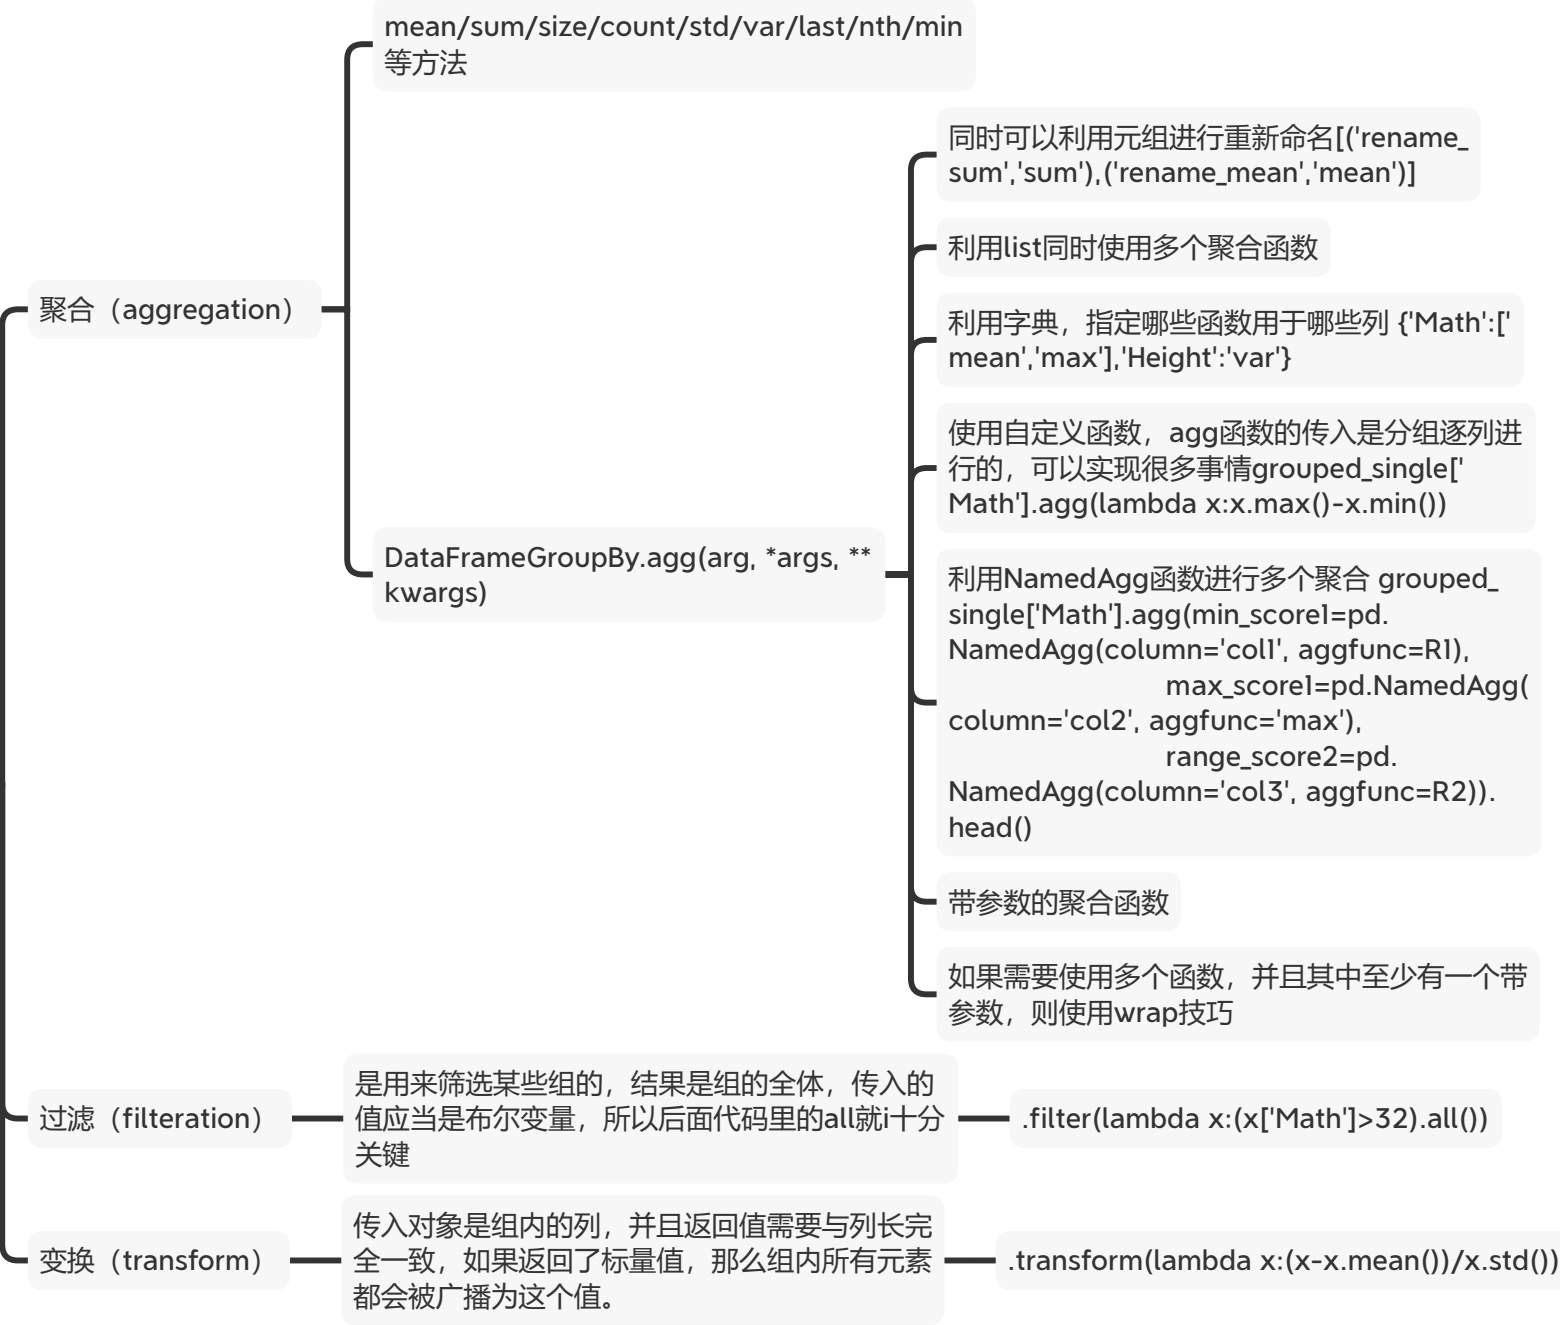 mean/sum/size/count/std/var/last/nth/min
等方法
同时可以利用元组进行重新命名[('rename_
sum','sum'),('rename_mean','mean')]
利用list同时使用多个聚合函数
聚合（aggregation）
利用字典，指定哪些函数用于哪些列 {'Math':['
mean','max'],'Height':'var'}
使用自定义函数，agg函数的传入是分组逐列进
行的，可以实现很多事情grouped_single['
Math'].agg(lambda x:x.max()-x.min())
DataFrameGroupBy.agg(arg, *args, **
kwargs)
利用NamedAgg函数进行多个聚合 grouped_
single['Math'].agg(min_score1=pd.
NamedAgg(column='col1', aggfunc=R1),
max_score1=pd.NamedAgg(
column='col2', aggfunc='max'),
range_score2=pd.
NamedAgg(column='col3', aggfunc=R2)).
head()
带参数的聚合函数
如果需要使用多个函数，并且其中至少有一个带
参数，则使用wrap技巧
过滤（filteration）
是用来筛选某些组的，结果是组的全体，传入的
值应当是布尔变量，所以后面代码里的all就i十分
关键
.filter(lambda x:(x['Math']>32).all())
变换（transform）
传入对象是组内的列，并且返回值需要与列长完
全一致，如果返回了标量值，那么组内所有元素
都会被广播为这个值。
.transform(lambda x:(x-x.mean())/x.std())